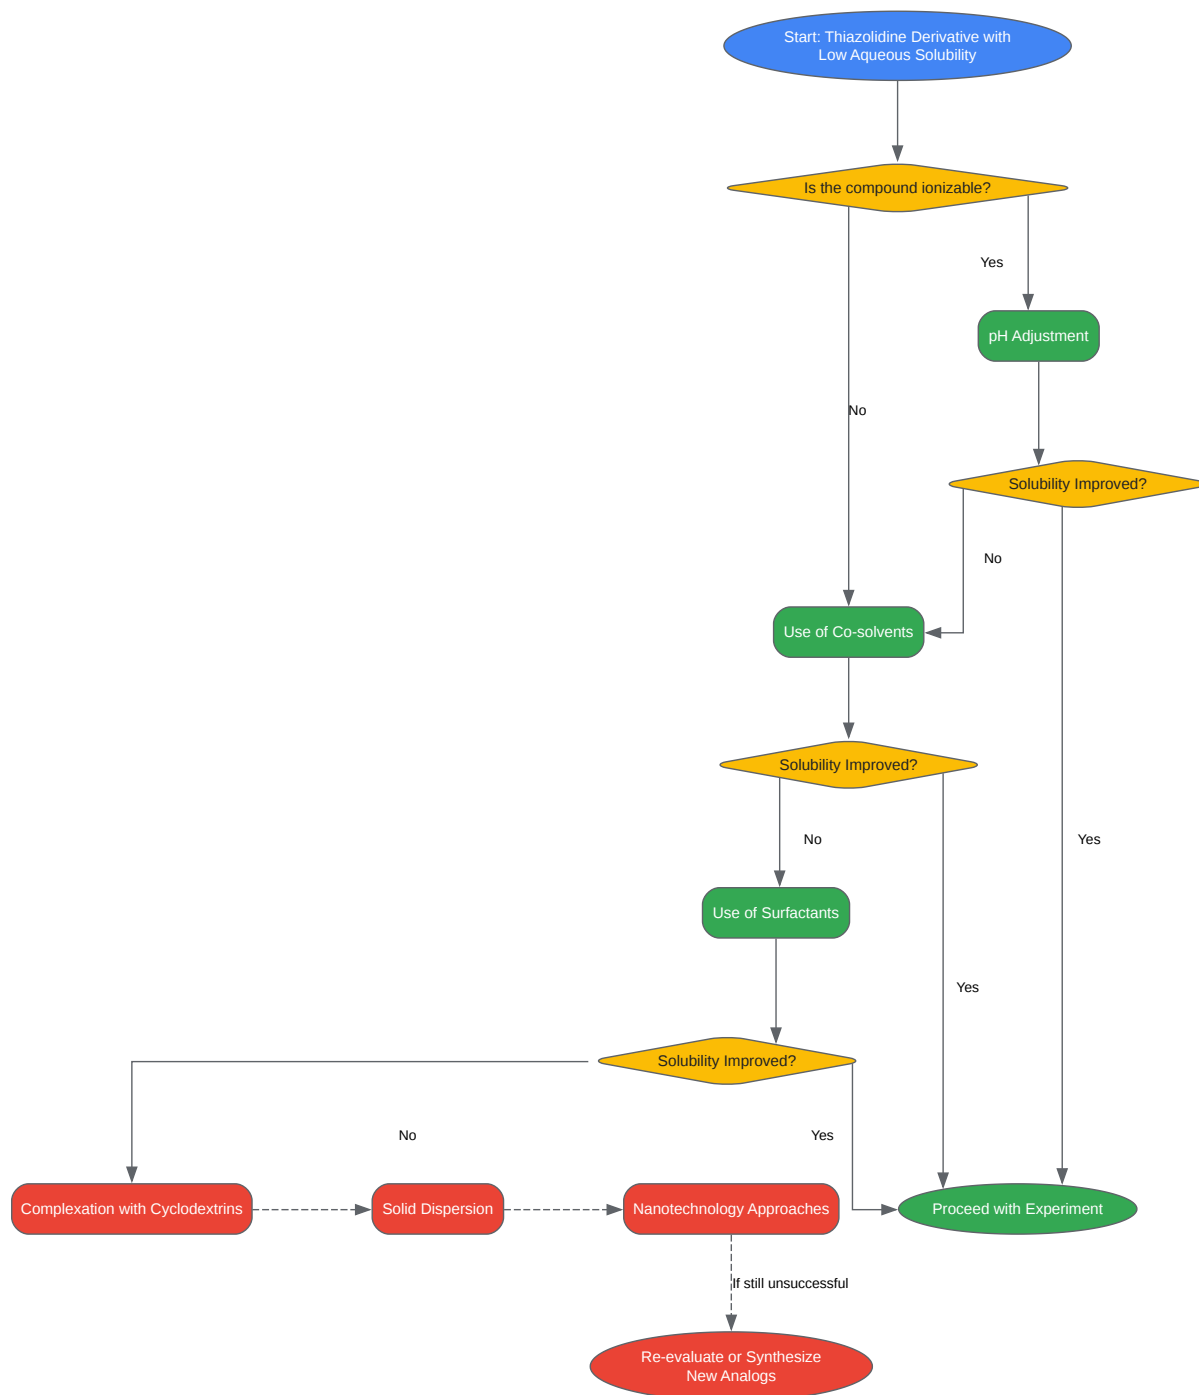 Start: Thiazolidine Derivative with
Low Aqueous Solubility
Is the compound ionizable?
Yes
pH Adjustment
No
Solubility Improved?
No
Use of Co-solvents
Solubility Improved?
No
Yes
Use of Surfactants
Yes
Solubility Improved?
No
Yes
Complexation with Cyclodextrins
Solid Dispersion
Nanotechnology Approaches
Proceed with Experiment
If still unsuccessful
Re-evaluate or Synthesize
New Analogs